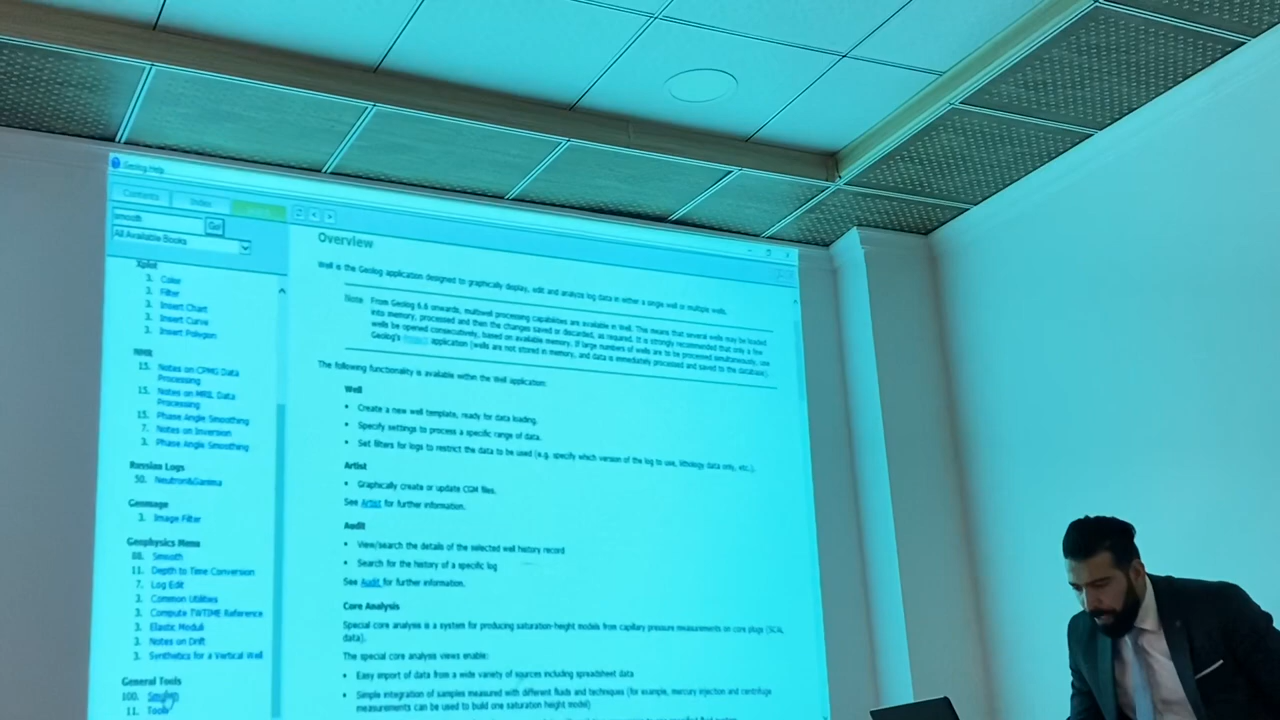 Geolog Help
Contents Index
smooth Go!
All Available Books
Xplot
3. Color
3. Filter
3. Insert Chart
3. Insert Curve
3. Insert Polygon
NMR
15. Notes on CPMG Data
Processing
15. Notes on MRIL Data
Processing
15. Phase Angle Smoothing
7. Notes on Inversion
3. Phase Angle Smoothing
Russian Logs
50. Neutron&Gamma
Geomage
3. Image Filter
Geophysics Menu
88. Smooth
11. Depth to Time Conversion
7. Log Edit
3. Common Utilities
3. Compute TWTIME Reference
3. Elastic Moduli
3. Notes on Drift
3. Synthetics for a Vertical Well
General Tools
100. Smooth
11. Tools
Overview
Well is the Geolog application designed to graphically display, edit and analyze log data in either a single well or multiple wells.
Note From Geolog 6.6 onwards, multiwell processing capabilities are available in Well. This means that several wells may be loaded
into memory, processed and then the changes saved or discarded, as required. It is strongly recommended that only a few
wells be opened consecutively, based on available memory. If large numbers of wells are to be processed simultaneously, use
Geolog's Project application (wells are not stored in memory, and data is immediately processed and saved to the database).
The following functionality is available within the Well application:
Well
• Create a new well template, ready for data loading.
• Specify settings to process a specific range of data.
• Set filters for logs to restrict the data to be used (e.g. specify which version of the log to use, lithology data only, etc.).
Artist
• Graphically create or update CGM files.
See Artist for further information.
Audit
• View/search the details of the selected well history record
• Search for the history of a specific log
See Audit for further information.
Core Analysis
Special core analysis is a system for producing saturation-height models from capillary pressure measurements on core plugs (SCAL
data).
The special core analysis views enable:
• Easy import of data from a wide variety of sources including spreadsheet data
• Simple integration of samples measured with different fluids and techniques (for example, mercury injection and centrifuge
measurements can be used to build one saturation height model)